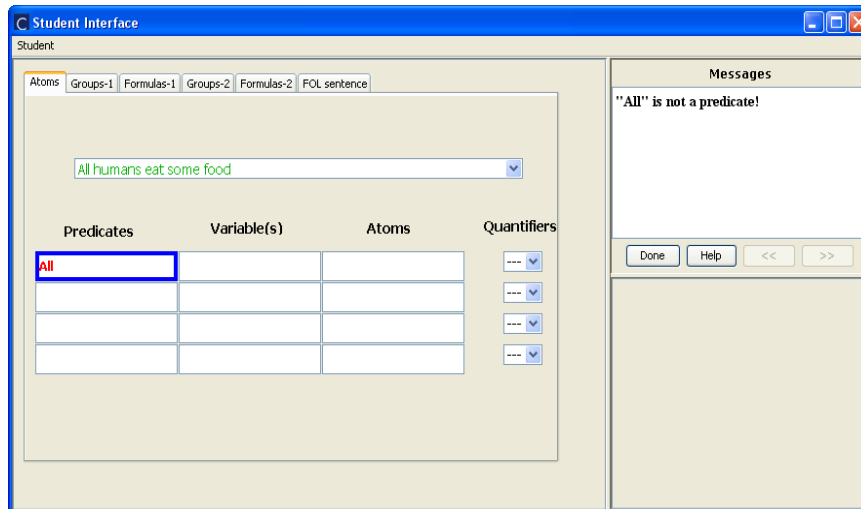 C Student Interface
Student
Atoms Groups-1 Formulas-1 Groups-2 Formulas-2 FOL sentence
All humans eat some food
Predicates Variable(s) Atoms Quantifiers
All ---
---
---
---
Messages
"All" is not a predicate!
Done Help << >>